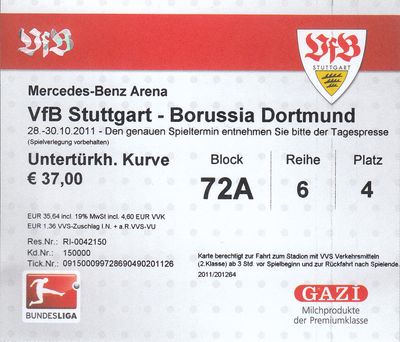 VfB
VfB
STUTTGART
Mercedes-Benz Arena
VfB Stuttgart - Borussia Dortmund
28.-30.10.2011 - Den genauen Spieltermin entnehmen Sie bitte der Tagespresse
(Spielverlegung vorbehalten)
Untertürkh. Kurve Block Reihe Platz
€ 37,00 72A 6 4
EUR 35,64 incl. 19% MwSt incl. 4,60 EUR VVK
EUR 1,36 VVS-Zuschlag I.N. + a.R.VVS-VU
Res.Nr.: RI-0042150
Kd.Nr.: 150000
Tick.Nr.: 091500099728690490201126
Karte berechtigt zur Fahrt zum Stadion mit VVS Verkehrsmitteln
(2.Klasse) ab 3 Std. vor Spielbeginn und zur Rückfahrt nach Spielende.
2011/201264
BUNDESLIGA
GAZİ
Milchprodukte
der Premiumklasse